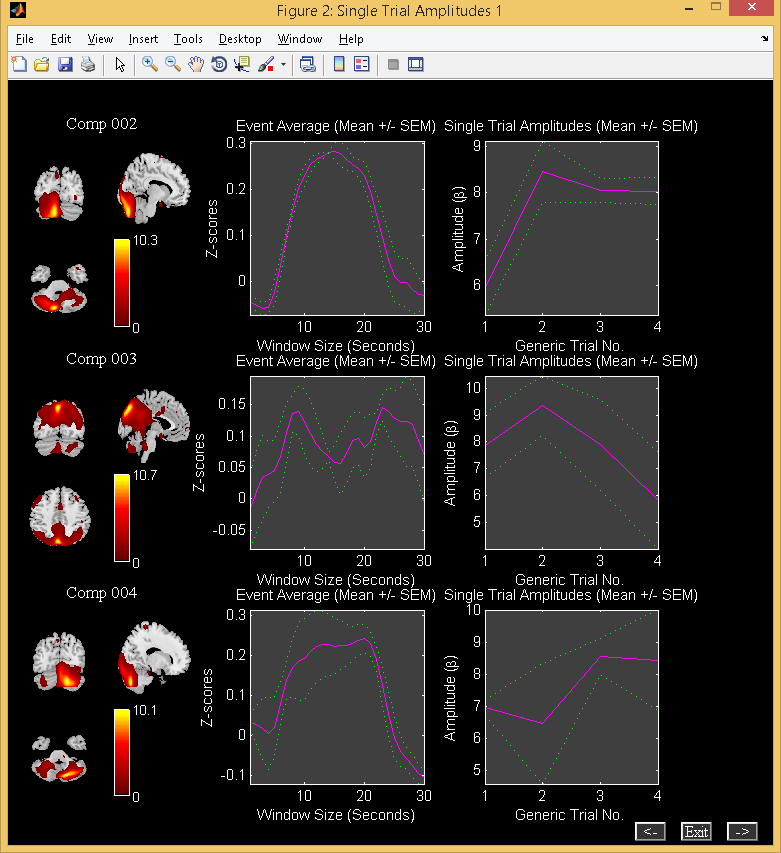 Figure 2: Single Trial Amplitudes 1
File Edit View Insert Tools Desktop Window Help
Comp 002
10.3
0
Event Average (Mean +/- SEM)
Z-scores
0.3
0.2
0.1
0
10 20 30
Window Size (Seconds)
Single Trial Amplitudes (Mean +/- SEM)
Amplitude (β)
9
8
7
6
1 2 3 4
Generic Trial No.
Comp 003
10.7
0
Event Average (Mean +/- SEM)
Z-scores
0.15
0.1
0.05
0
-0.05
10 20 30
Window Size (Seconds)
Single Trial Amplitudes (Mean +/- SEM)
Amplitude (β)
10
9
8
7
6
5
1 2 3 4
Generic Trial No.
Comp 004
10.1
0
Event Average (Mean +/- SEM)
Z-scores
0.3
0.2
0.1
0
-0.1
10 20 30
Window Size (Seconds)
Single Trial Amplitudes (Mean +/- SEM)
Amplitude (β)
10
9
8
7
6
5
1 2 3 4
Generic Trial No.
<- Exit ->